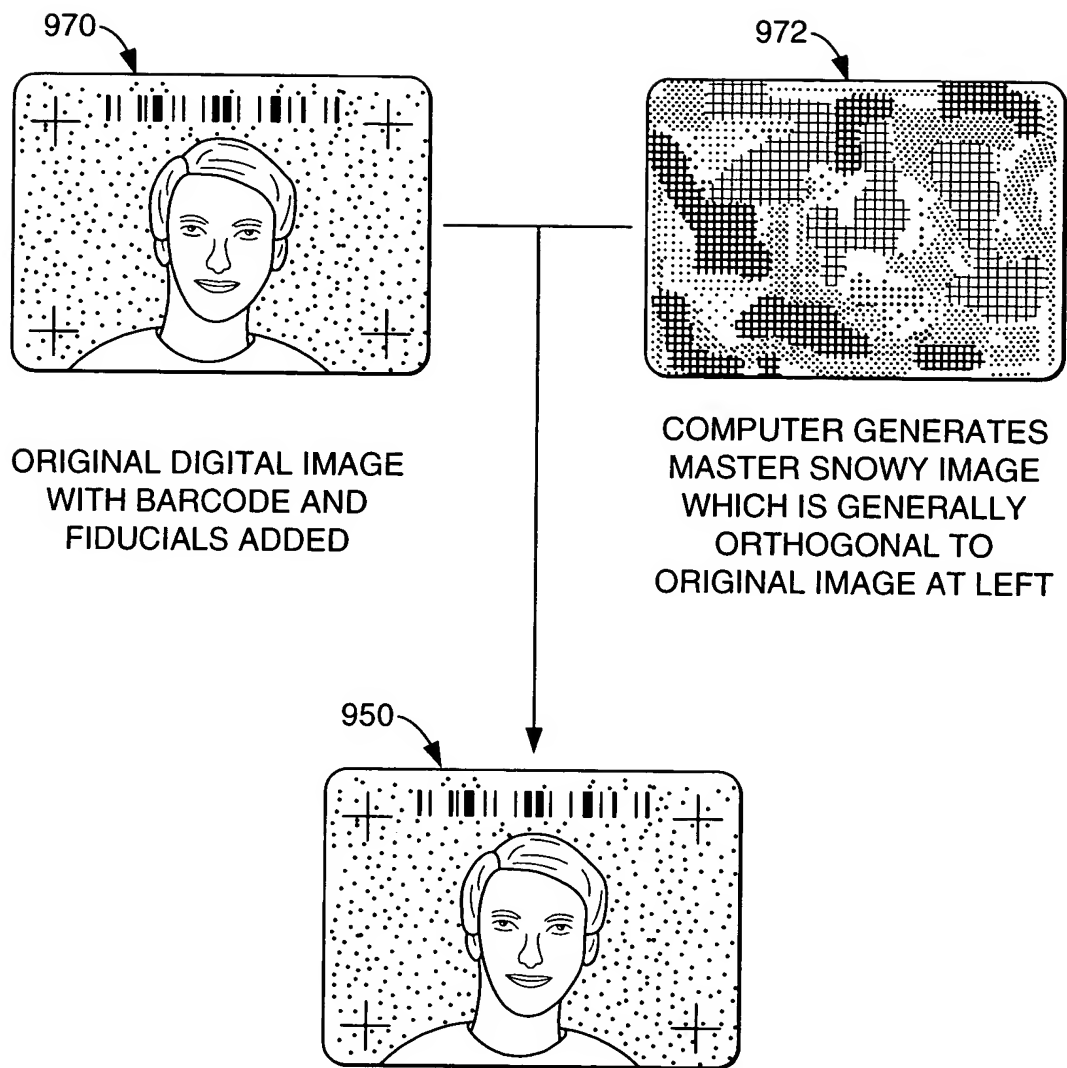 970
972
ORIGINAL DIGITAL IMAGE
WITH BARCODE AND
FIDUCIALS ADDED
COMPUTER GENERATES
MASTER SNOWY IMAGE
WHICH IS GENERALLY
ORTHOGONAL TO
ORIGINAL IMAGE AT LEFT
950